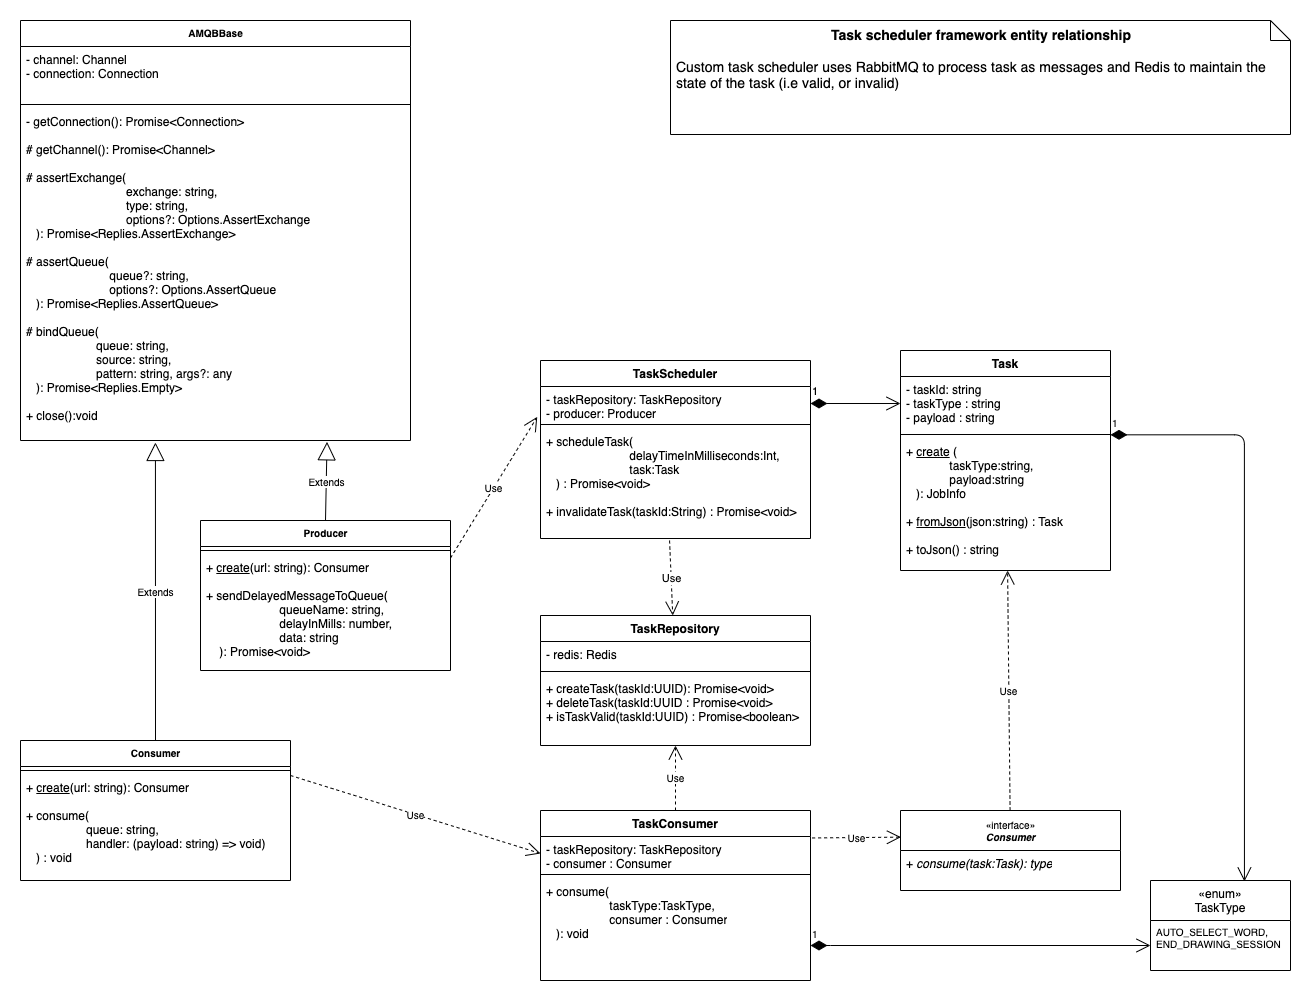 AMQBBase
- channel: Channel
- connection: Connection
- getConnection(): Promise<Connection>
# getChannel(): Promise<Channel>
# assertExchange(
exchange: string,
type: string,
options?: Options.AssertExchange
): Promise<Replies.AssertExchange>
# assertQueue(
queue?: string,
options?: Options.AssertQueue
): Promise<Replies.AssertQueue>
# bindQueue(
queue: string,
source: string,
pattern: string, args?: any
): Promise<Replies.Empty>
+ close():void
Task scheduler framework entity relationship
Custom task scheduler uses RabbitMQ to process task as messages and Redis to maintain the
state of the task (i.e valid, or invalid)
Extends
Extends
Producer
+ create(url: string): Consumer
+ sendDelayedMessageToQueue(
queueName: string,
delayInMills: number,
data: string
): Promise<void>
Use
Consumer
+ create(url: string): Consumer
+ consume(
queue: string,
handler: (payload: string) => void)
) : void
Use
TaskScheduler
- taskRepository: TaskRepository
- producer: Producer
+ scheduleTask(
delayTimeInMilliseconds:Int,
task:Task
) : Promise<void>
+ invalidateTask(taskId:String) : Promise<void>
1
Use
Task
- taskId: string
- taskType : string
- payload : string
+ create (
taskType:string,
payload:string
): JobInfo
+ fromJson(json:string) : Task
+ toJson() : string
1
TaskRepository
- redis: Redis
+ createTask(taskId:UUID): Promise<void>
+ deleteTask(taskId:UUID : Promise<void>
+ isTaskValid(taskId:UUID) : Promise<boolean>
Use
Use
TaskConsumer
- taskRepository: TaskRepository
- consumer : Consumer
+ consume(
taskType:TaskType,
consumer : Consumer
): void
Use
1
«interface»
Consumer
+ consume(task:Task): type
«enum»
TaskType
AUTO_SELECT_WORD,
END_DRAWING_SESSION